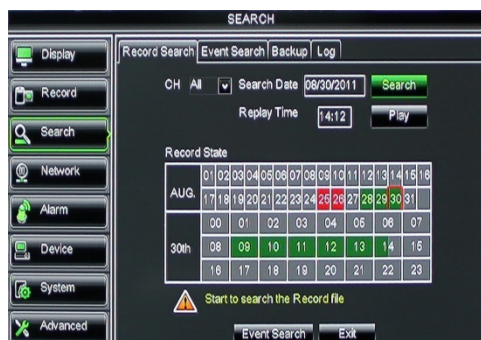 SEARCH
Display
Record
Search
Network
Alarm
Device
System
Advanced
Record Search Event Search Backup Log
CH All Search Date 08/30/2011 Search
Replay Time 14:12 Play
Record State
AUG. 01 02 03 04 05 06 07 08 09 10 11 12 13 14 15 16
17 18 19 20 21 22 23 24 25 26 27 28 29 30 31
30th 00 01 02 03 04 05 06 07
08 09 10 11 12 13 14 15
16 17 18 19 20 21 22 23
Start to search the Record file
Event Search Exit